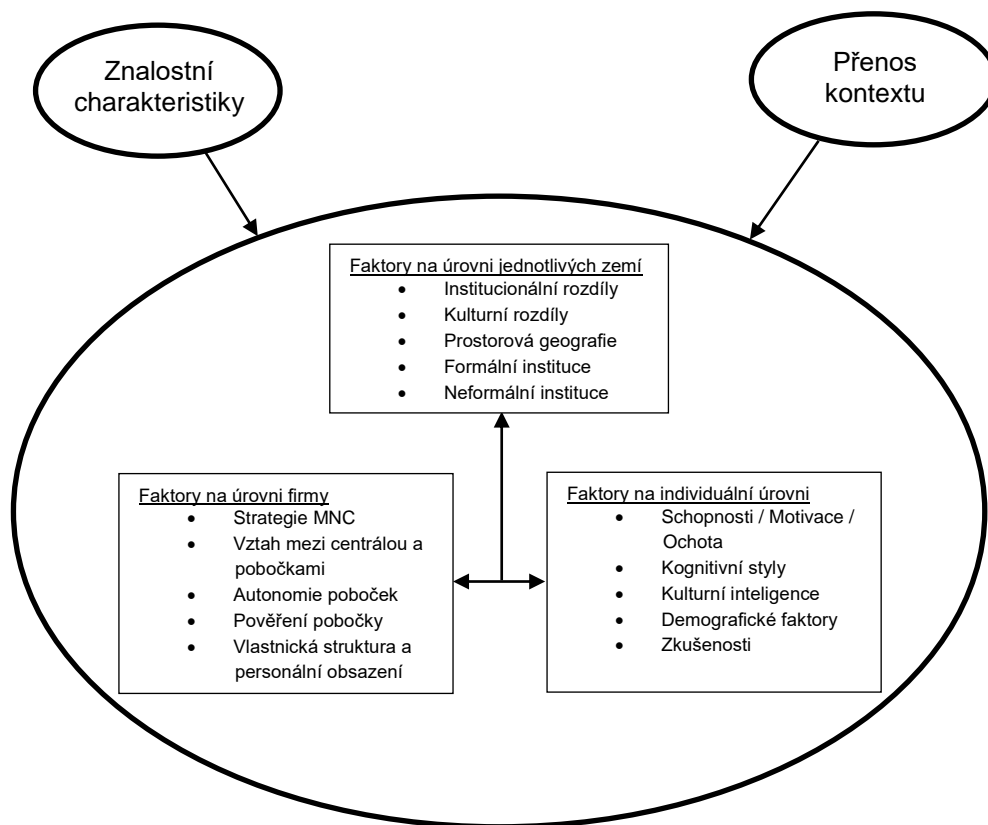 Znalostní
charakteristiky
Přenos
kontextu
Faktory na úrovni jednotlivých zemí
• Institucionální rozdíly
• Kulturní rozdíly
• Prostorová geografie
• Formální instituce
• Neformální instituce
Faktory na úrovni firmy
• Strategie MNC
• Vztah mezi centrálou a
pobočkami
• Autonomie poboček
• Pověření pobočky
• Vlastnická struktura a
personální obsazení
Faktory na individuální úrovni
• Schopnosti / Motivace /
Ochota
• Kognitivní styly
• Kulturní inteligence
• Demografické faktory
• Zkušenosti